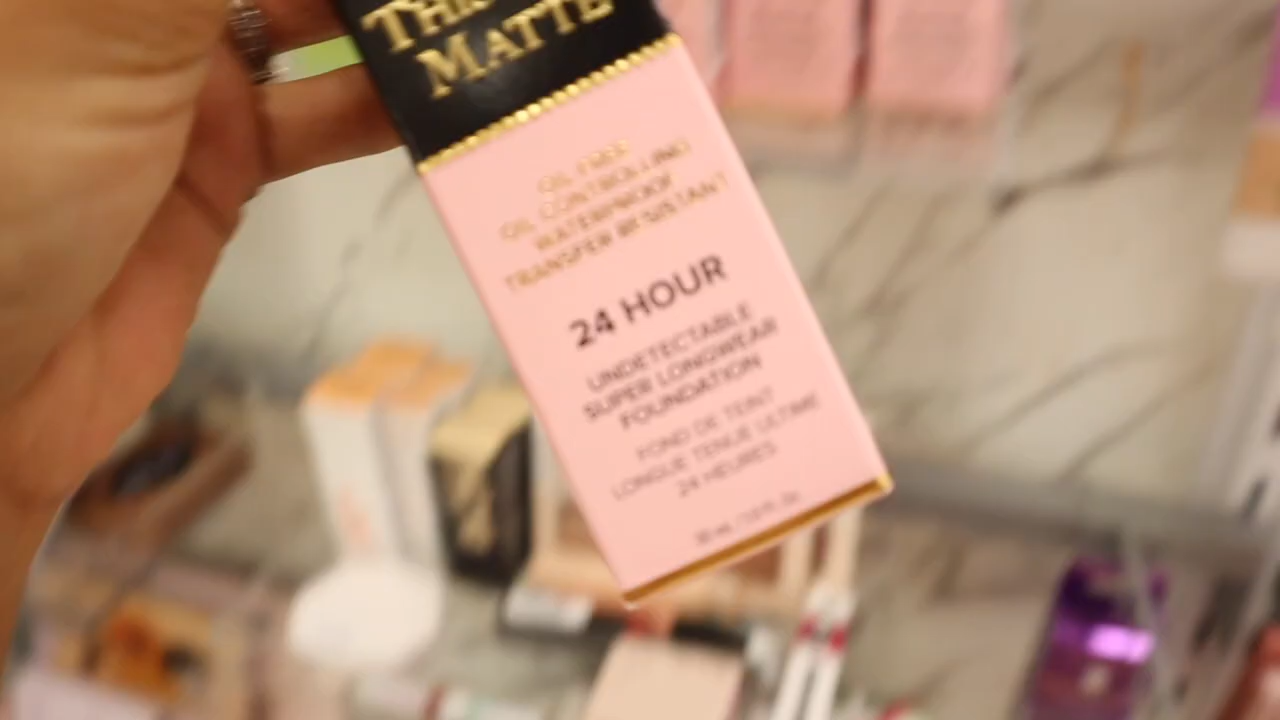 MATTE
OIL FREE
OIL CONTROLLING
WATERPROOF
TRANSFER RESISTANT
24 HOUR
UNDETECTABLE
SUPER LONGWEAR
FOUNDATION
FOND DE TEINT
LONGUE TENUE ULTIME
24 HEURES